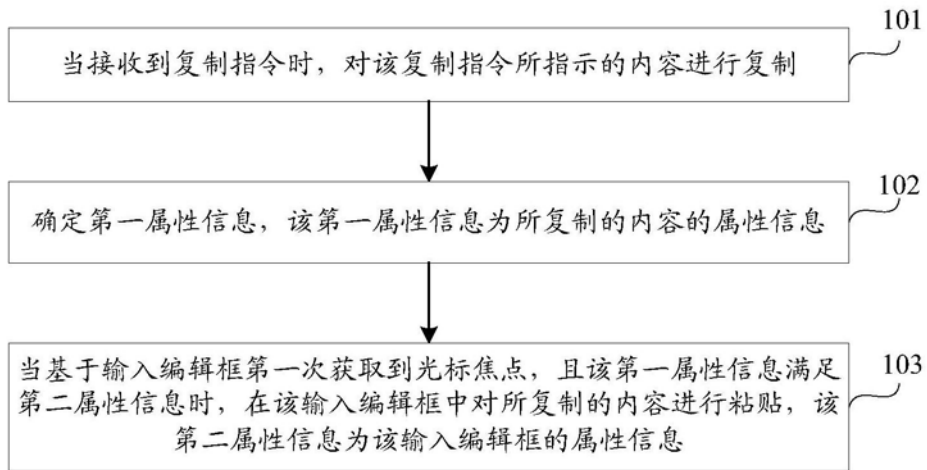 101
当接收到复制指令时，对该复制指令所指示的内容进行复制
102
确定第一属性信息，该第一属性信息为所复制的内容的属性信息
103
当基于输入编辑框第一次获取到光标焦点，且该第一属性信息满足
第二属性信息时，在该输入编辑框中对所复制的内容进行粘贴，该
第二属性信息为该输入编辑框的属性信息